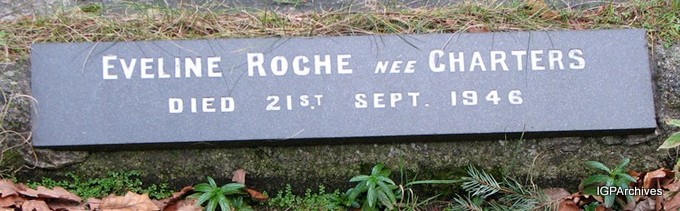 EVELINE ROCHE NEE CHARTERS
DIED 21ST. SEPT. 1946
IGPArchives